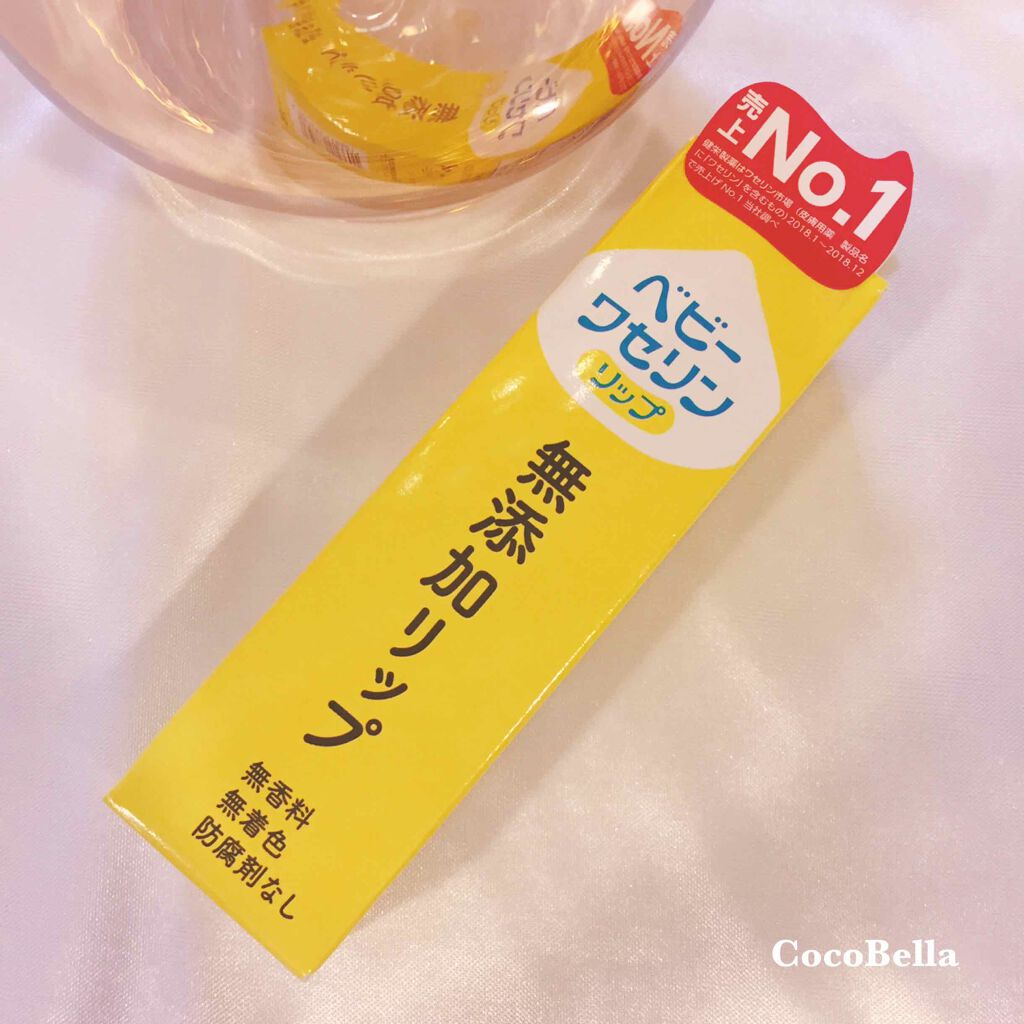 売上No.1
健栄製薬はワセリン市場（皮膚用薬　製品名
に「ワセリン」を含むもの）2018.1～2018.12
で売上げNo.1 当社調べ
ベビー
ワセリン
リップ
無添加リップ
無香料
無着色
防腐剤なし
CocoBella